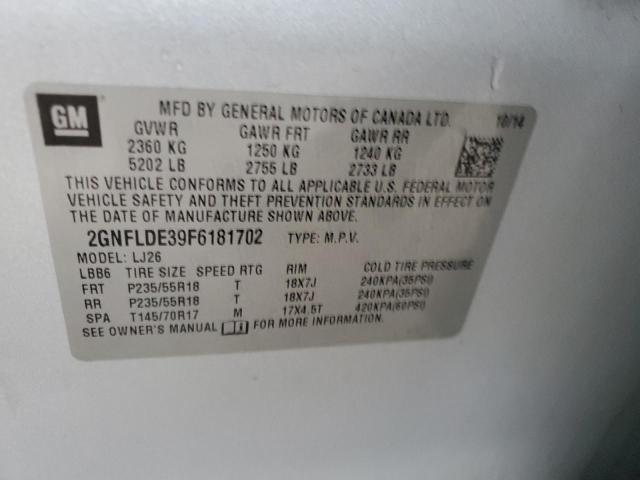 GM
MFD BY GENERAL MOTORS OF CANADA LTD. 10/14
GVWR GAWR FRT GAWR RR
2360 KG 1250 KG 1240 KG
5202 LB 2755 LB 2733 LB
THIS VEHICLE CONFORMS TO ALL APPLICABLE U.S. FEDERAL MOTOR
VEHICLE SAFETY AND THEFT PREVENTION STANDARDS IN EFFECT ON
THE DATE OF MANUFACTURE SHOWN ABOVE.
2GNFLDE39F6181702 TYPE: M.P.V.
MODEL: LJ26
LBB6 TIRE SIZE SPEED RTG RIM COLD TIRE PRESSURE
FRT P235/55R18 T 18X7J 240KPA(35PSI)
RR P235/55R18 T 18X7J 240KPA(35PSI)
SPA T145/70R17 M 17X4.5T 420KPA(60PSI)
SEE OWNER'S MANUAL FOR MORE INFORMATION.